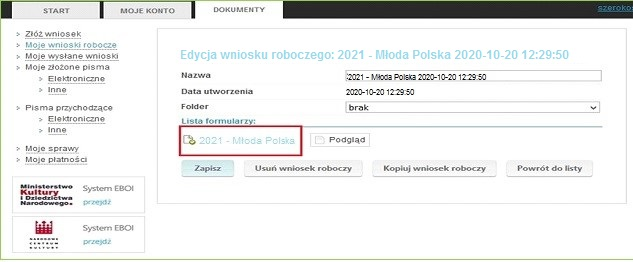 START MOJE KONTO DOKUMENTY szeroko
Złóż wniosek
Moje wnioski robocze
Moje wysłane wnioski
Moje złożone pisma
Elektroniczne
Inne
Pisma przychodzące
Elektroniczne
Inne
Moje sprawy
Moje płatności
Ministerstwo Kultury i Dziedzictwa Narodowego.
System EBOI
przejdź
NARODOWE CENTRUM KULTURY
System EBOI
przejdź
Edycja wniosku roboczego: 2021 - Młoda Polska 2020-10-20 12:29:50
Nazwa 2021 - Młoda Polska 2020-10-20 12:29:50
Data utworzenia 2020-10-20 12:29:50
Folder brak
Lista formularzy:
2021 - Młoda Polska Podgląd
Zapisz Usuń wniosek roboczy Kopiuj wniosek roboczy Powrót do listy